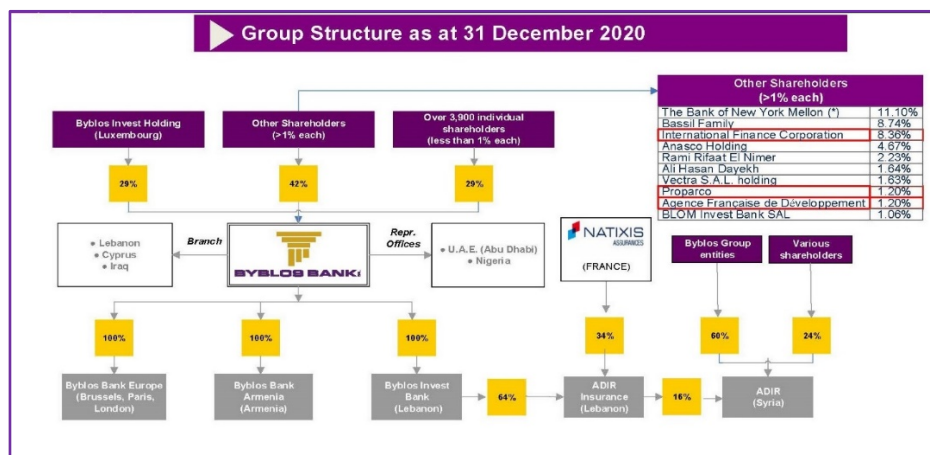 Group Structure as at 31 December 2020
Other Shareholders
(>1% each)
The Bank of New York Mellon (*) 11.10%
Bassil Family 8.74%
International Finance Corporation 8.36%
Anasco Holding 4.67%
Rami Rifaat El Nimer 2.23%
Ali Hasan Dayekh 1.64%
Vectra S.A.L. holding 1.63%
Proparco 1.20%
Agence Française de Développement 1.20%
BLOM Invest Bank SAL 1.06%
Byblos Invest Holding
(Luxembourg)
Other Shareholders
(>1% each)
Over 3,900 individual
shareholders
(less than 1% each)
29%
42%
29%
• Lebanon
• Cyprus
• Iraq
Branch
BYBLOS BANK
Repr.
Offices
• U.A.E. (Abu Dhabi)
• Nigeria
NATIXIS
ASSURANCES
(FRANCE)
Byblos Group
entities
Various
shareholders
100%
100%
100%
34%
60%
24%
Byblos Bank Europe
(Brussels, Paris,
London)
Byblos Bank
Armenia
(Armenia)
Byblos Invest
Bank
(Lebanon)
64%
ADIR
Insurance
(Lebanon)
16%
ADIR
(Syria)